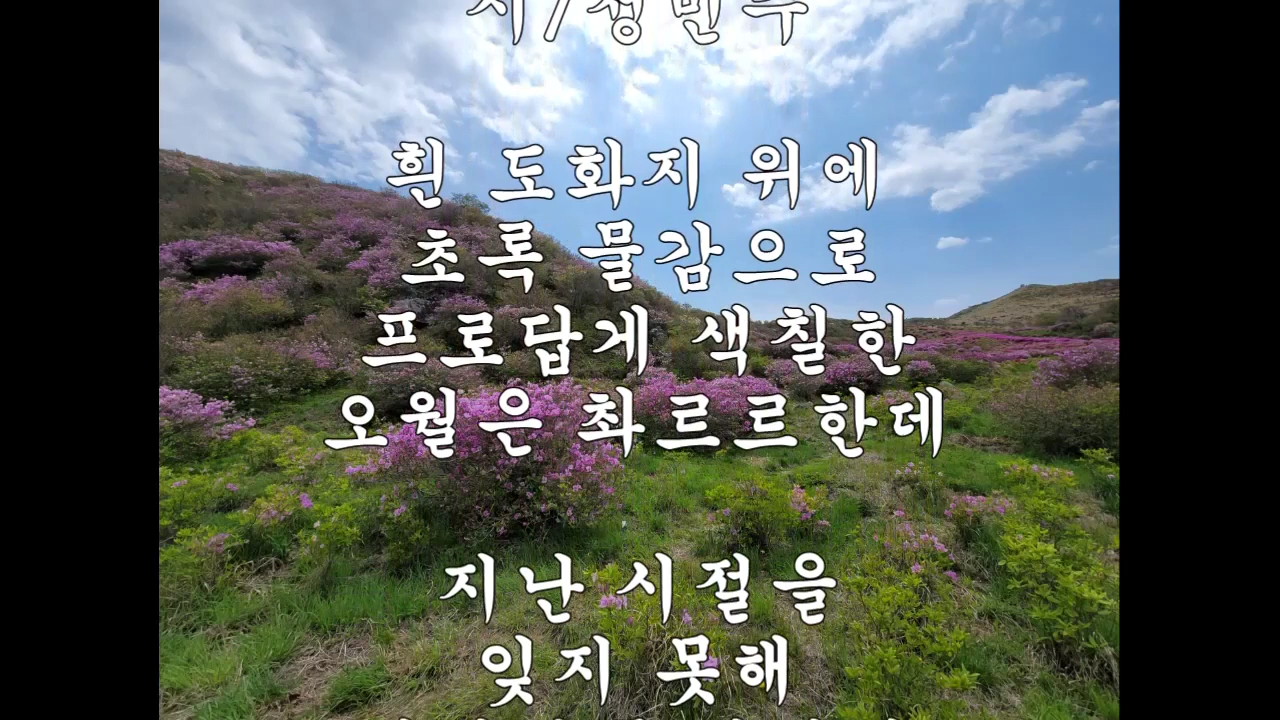 흰 도화지 위에
초록 물감으로
프로답게 색칠한
오월은 촤르르한데
지난 시절을
잊지 못해